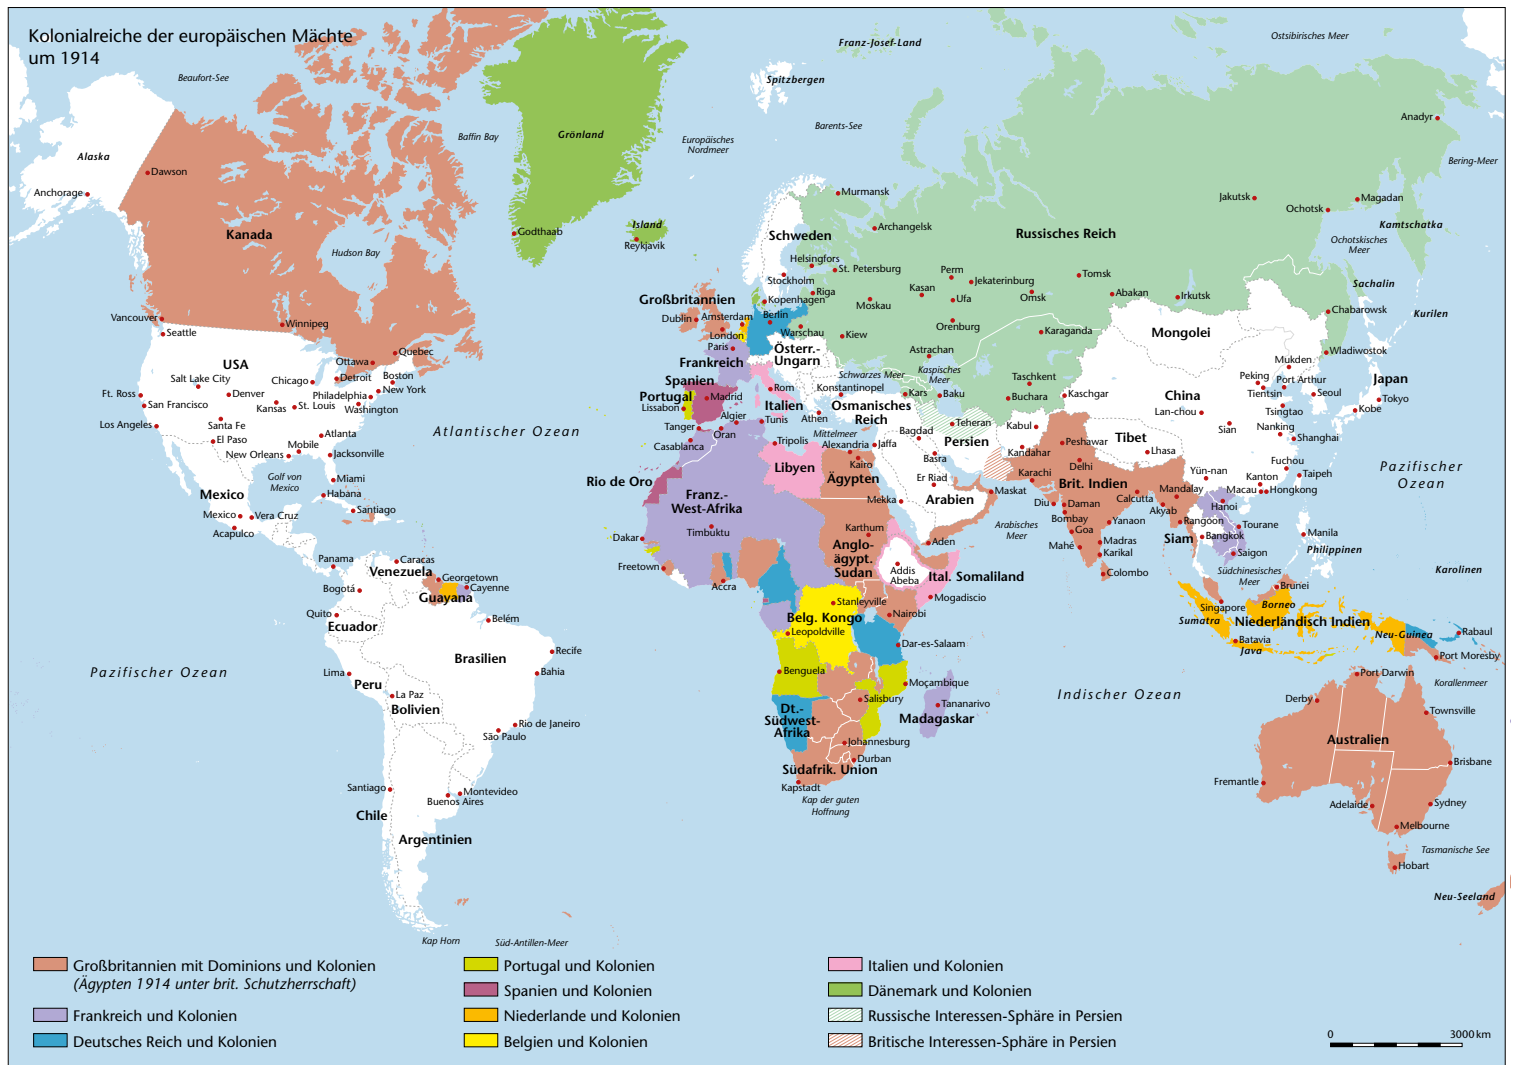 Kolonialreiche der europäischen Mächte
um 1914
Beaufort-See
Baffin Bay
Grönland
Europäisches
Nordmeer
Spitzbergen
Franz-Josef-Land
Barents-See
Ostsibirisches Meer
Anadyr
Bering-Meer
Alaska
Anchorage
Dawson
Kanada
Hudson Bay
Godthaab
Island
Reykjavik
Murmansk
Archangelsk
Schweden
Helsingfors
St. Petersburg
Stockholm
Russisches Reich
Jakutsk
Ochotsk
Magadan
Kamtschatka
Ochotskisches
Meer
Sachalin
Kurilen
Chabarowsk
Wladiwostok
Perm
Jekaterinburg
Tomsk
Kasan
Ufa
Omsk
Abakan
Irkutsk
Moskau
Orenburg
Karaganda
Riga
Kopenhagen
Großbritannien
Dublin
Amsterdam
Berlin
London
Warschau
Kiew
Paris
Frankreich
Österr.-
Ungarn
Astrachan
Kaspisches
Meer
Schwarzes Meer
Spanien
Portugal
Madrid
Lissabon
Rom
Italien
Konstantinopel
Athen
Osmanisches
Reich
Kars
Baku
Taschkent
Buchara
Kaschgar
Mongolei
Mukden
Peking
Port Arthur
Tientsin
Seoul
Japan
Tokyo
Kobe
China
Lan-chou
Tsingtao
Sian
Nanking
Shanghai
Tibet
Lhasa
Fuchou
Yün-nan
Kanton
Taipeh
Macau
Hongkong
Vancouver
Seattle
Winnipeg
Ottawa
Quebec
USA
Salt Lake City
Chicago
Detroit
Boston
New York
Ft. Ross
San Francisco
Denver
Kansas
St. Louis
Philadelphia
Washington
Los Angeles
Santa Fe
El Paso
Atlanta
Mobile
New Orleans
Jacksonville
Golf von
Mexico
Miami
Habana
Santiago
Mexico
Mexico
Vera Cruz
Acapulco
Atlantischer Ozean
Tanger
Algier
Oran
Tunis
Casablanca
Tripolis
Mittelmeer
Alexandria
Jaffa
Kairo
Bagdad
Basra
Teheran
Persien
Kabul
Kandahar
Peshawar
Delhi
Karachi
Brit. Indien
Calcutta
Mandalay
Akyab
Rangoon
Hanoi
Tourane
Siam
Bangkok
Saigon
Manila
Philippinen
Pazifischer
Ozean
Rio de Oro
Libyen
Ägypten
Er Riad
Mekka
Arabien
Maskat
Arabisches
Meer
Diu
Daman
Bombay
Goa
Yanaon
Mahé
Madras
Karikal
Colombo
Südchinesisches
Meer
Franz.-
West-Afrika
Timbuktu
Karthum
Anglo-
ägypt.
Sudan
Aden
Addis
Abeba
Ital. Somaliland
Mogadiscio
Dakar
Freetown
Accra
Panama
Caracas
Venezuela
Georgetown
Cayenne
Guayana
Bogotá
Quito
Ecuador
Belém
Brasilien
Recife
Bahia
Lima
Peru
La Paz
Bolivien
Rio de Janeiro
São Paulo
Santiago
Chile
Montevideo
Buenos Aires
Argentinien
Kap Horn
Süd-Antillen-Meer
Pazifischer Ozean
Stanleyville
Belg. Kongo
Nairobi
Leopoldville
Dar-es-Salaam
Benguela
Moçambique
Salisbury
Tananarivo
Madagaskar
Dt.-
Südwest-
Afrika
Johannesburg
Durban
Südafrik. Union
Kapstadt
Kap der guten
Hoffnung
Indischer Ozean
Karolinen
Brunei
Singapore
Borneo
Sumatra
Niederländisch Indien
Batavia
Java
Neu-Guinea
Rabaul
Port Moresby
Korallenmeer
Port Darwin
Derby
Townsville
Australien
Brisbane
Fremantle
Adelaide
Sydney
Melbourne
Tasmanische See
Hobart
Neu-Seeland
Großbritannien mit Dominions und Kolonien
(Ägypten 1914 unter brit. Schutzherrschaft)
Frankreich und Kolonien
Deutsches Reich und Kolonien
Portugal und Kolonien
Spanien und Kolonien
Niederlande und Kolonien
Belgien und Kolonien
Italien und Kolonien
Dänemark und Kolonien
Russische Interessen-Sphäre in Persien
Britische Interessen-Sphäre in Persien
0 3000 km